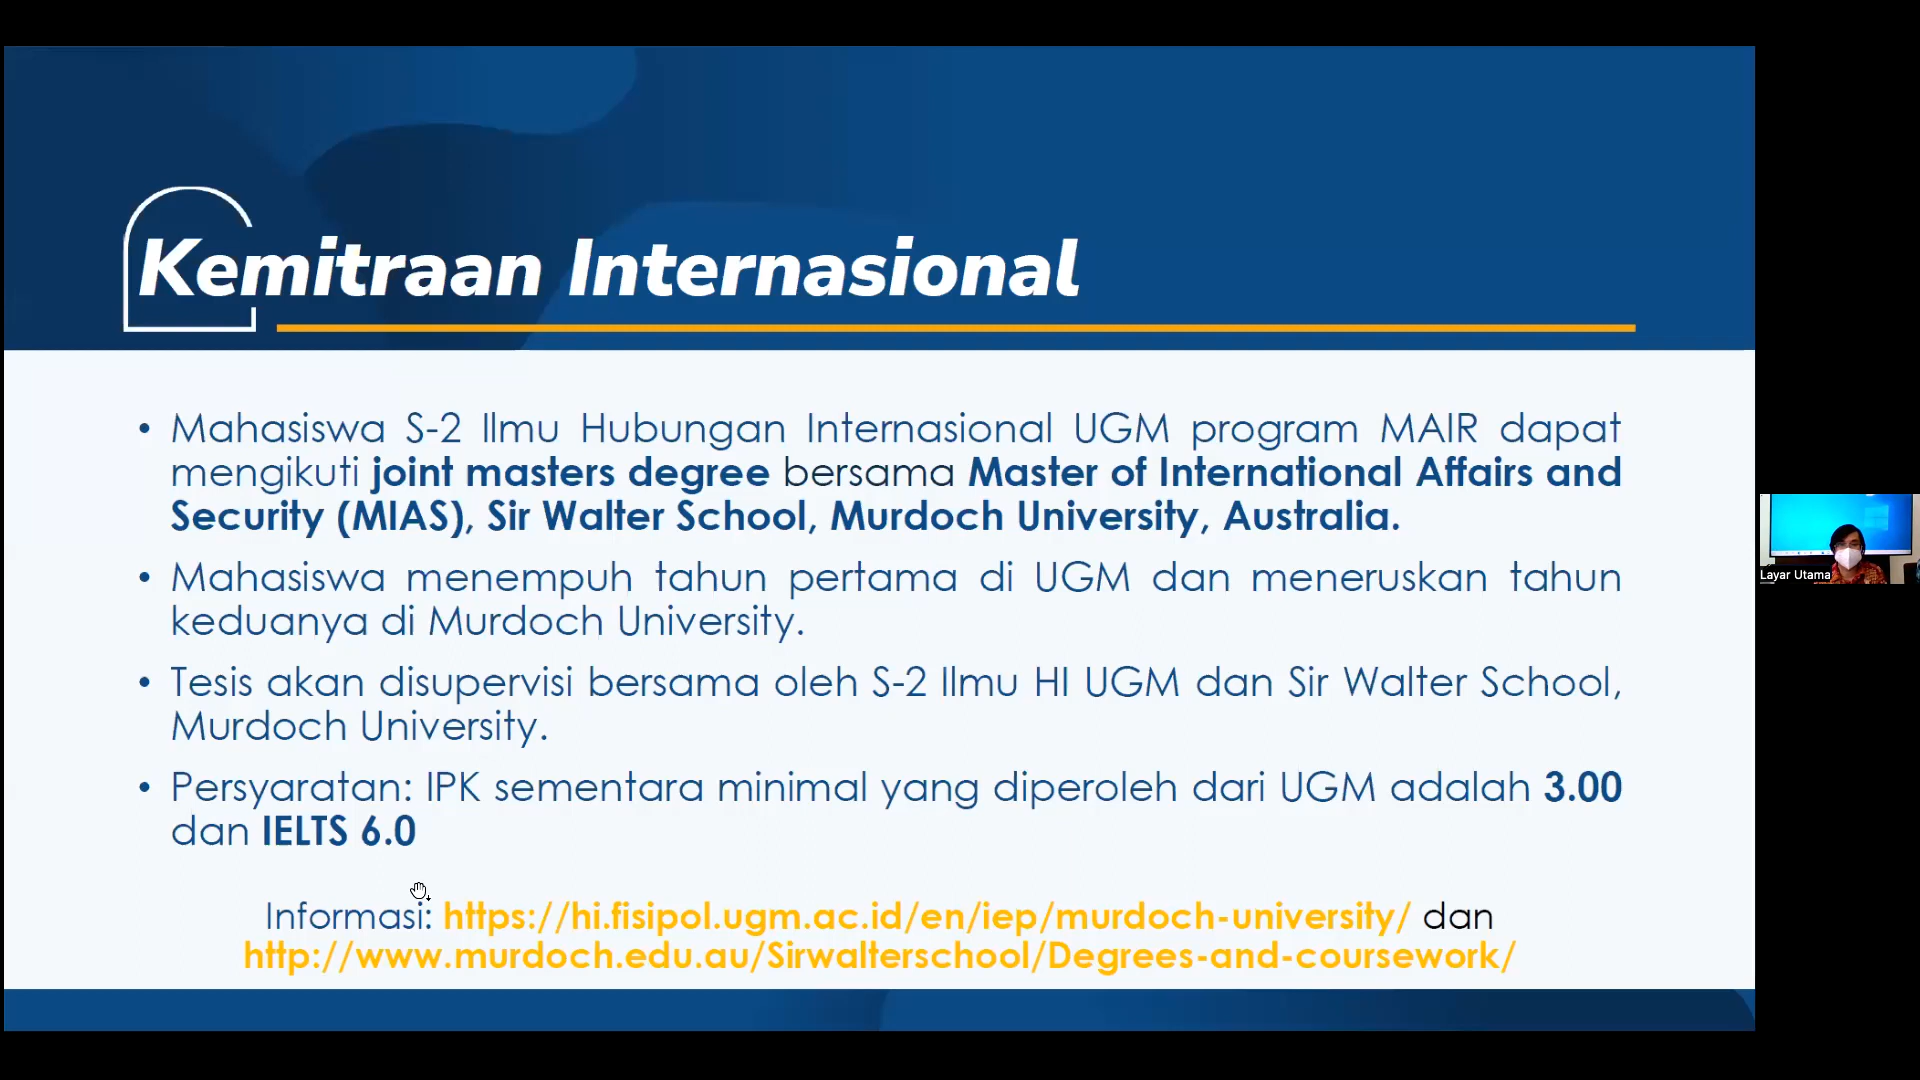 Kemitraan Internasional
• Mahasiswa S-2 Ilmu Hubungan Internasional UGM program MAIR dapat
mengikuti joint masters degree bersama Master of International Affairs and
Security (MIAS), Sir Walter School, Murdoch University, Australia.
• Mahasiswa menempuh tahun pertama di UGM dan meneruskan tahun
keduanya di Murdoch University.
• Tesis akan disupervisi bersama oleh S-2 Ilmu HI UGM dan Sir Walter School,
Murdoch University.
• Persyaratan: IPK sementara minimal yang diperoleh dari UGM adalah 3.00
dan IELTS 6.0
Informasi: https://hi.fisipol.ugm.ac.id/en/iep/murdoch-university/ dan
http://www.murdoch.edu.au/Sirwalterschool/Degrees-and-coursework/
Layar Utama